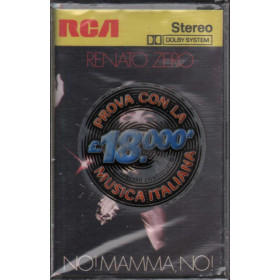 RCA
Stereo
DOLBY SYSTEM
RENATO ZERO
PROVA CON LA
£18.000*
MUSICA ITALIANA
NO! MAMMA, NO!